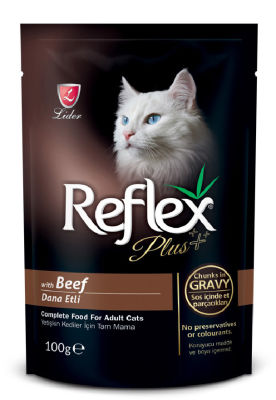 L
Lider
Reflex
Plus++
with Beef
Dana Etli
Complete Food For Adult Cats
Yetişkin Kediler İçin Tam Mama
100g ℮
Chunks in
GRAVY
Sos içinde et
parçacıkları
No preservatives
or colourants.
Koruyucu madde
ve boya içermez.